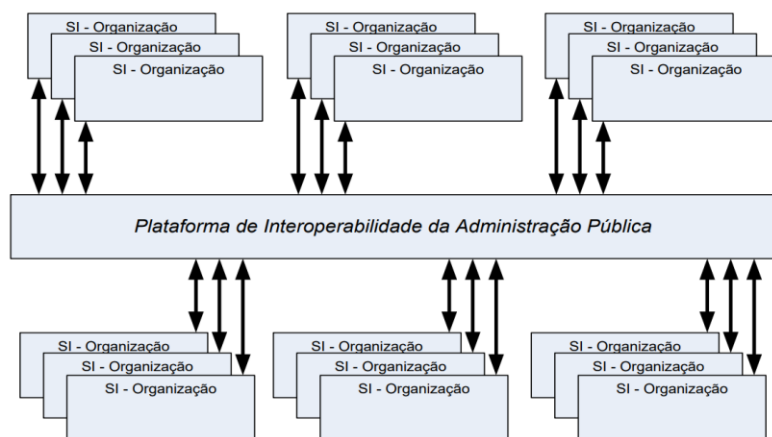 SI - Organização
SI - Organização
SI - Organização
SI - Organização
SI - Organização
SI - Organização
SI - Organização
SI - Organização
SI - Organização
Plataforma de Interoperabilidade da Administração Pública
SI - Organização
SI - Organização
SI - Organização
SI - Organização
SI - Organização
SI - Organização
SI - Organização
SI - Organização
SI - Organização